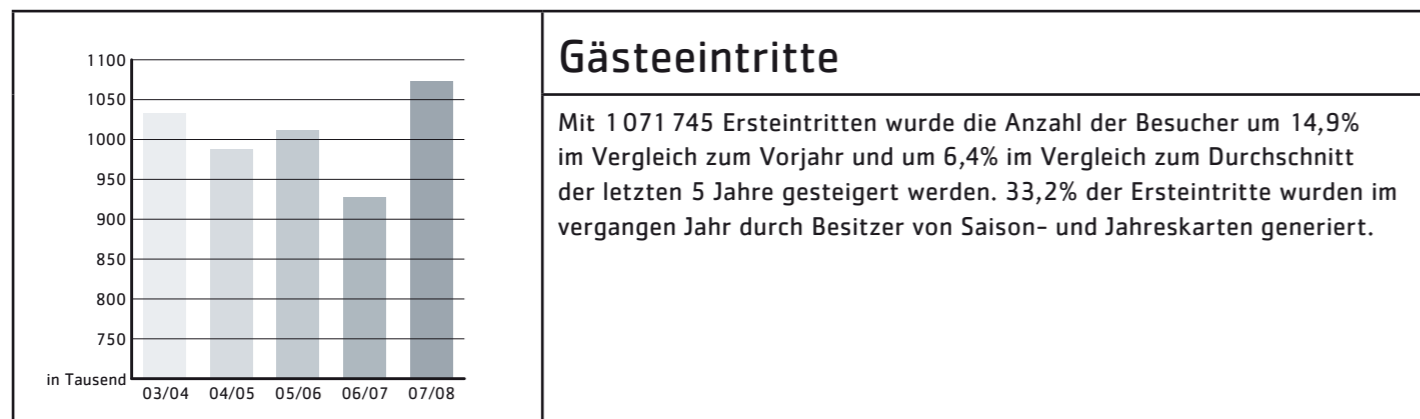 1100
1050
1000
950
900
850
800
750
in Tausend
03/04 04/05 05/06 06/07 07/08
Gästeeintritte
Mit 1 071 745 Ersteintritten wurde die Anzahl der Besucher um 14,9%
im Vergleich zum Vorjahr und um 6,4% im Vergleich zum Durchschnitt
der letzten 5 Jahre gesteigert werden. 33,2% der Ersteintritte wurden im
vergangen Jahr durch Besitzer von Saison- und Jahreskarten generiert.